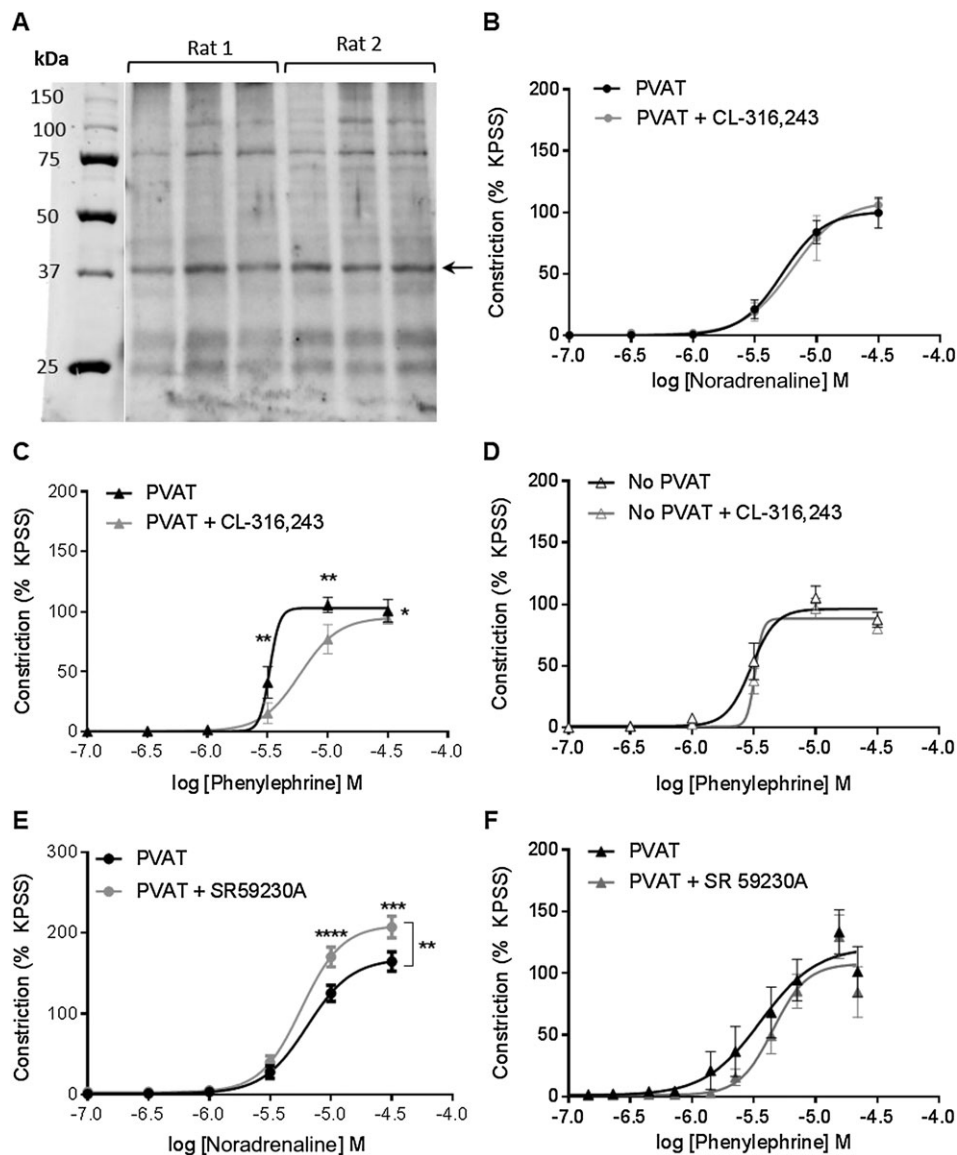 A
Rat 1
Rat 2
kDa
150
100
75
50
37
25
B
PVAT
PVAT + CL-316,243
Constriction (% KPSS)
200
150
100
50
0
-7.0 -6.5 -6.0 -5.5 -5.0 -4.5 -4.0
log [Noradrenaline] M
C
PVAT
PVAT + CL-316,243
Constriction (% KPSS)
200
150
100
50
0
**
**
*
-7.0 -6.5 -6.0 -5.5 -5.0 -4.5 -4.0
log [Phenylephrine] M
D
No PVAT
No PVAT + CL-316,243
Constriction (% KPSS)
200
150
100
50
0
-7.0 -6.5 -6.0 -5.5 -5.0 -4.5 -4.0
log [Phenylephrine] M
E
PVAT
PVAT + SR59230A
Constriction (% KPSS)
300
200
100
0
****
***
**
-7.0 -6.5 -6.0 -5.5 -5.0 -4.5 -4.0
log [Noradrenaline] M
F
PVAT
PVAT + SR 59230A
Constriction (% KPSS)
200
150
100
50
0
-7.0 -6.5 -6.0 -5.5 -5.0 -4.5 -4.0
log [Phenylephrine] M